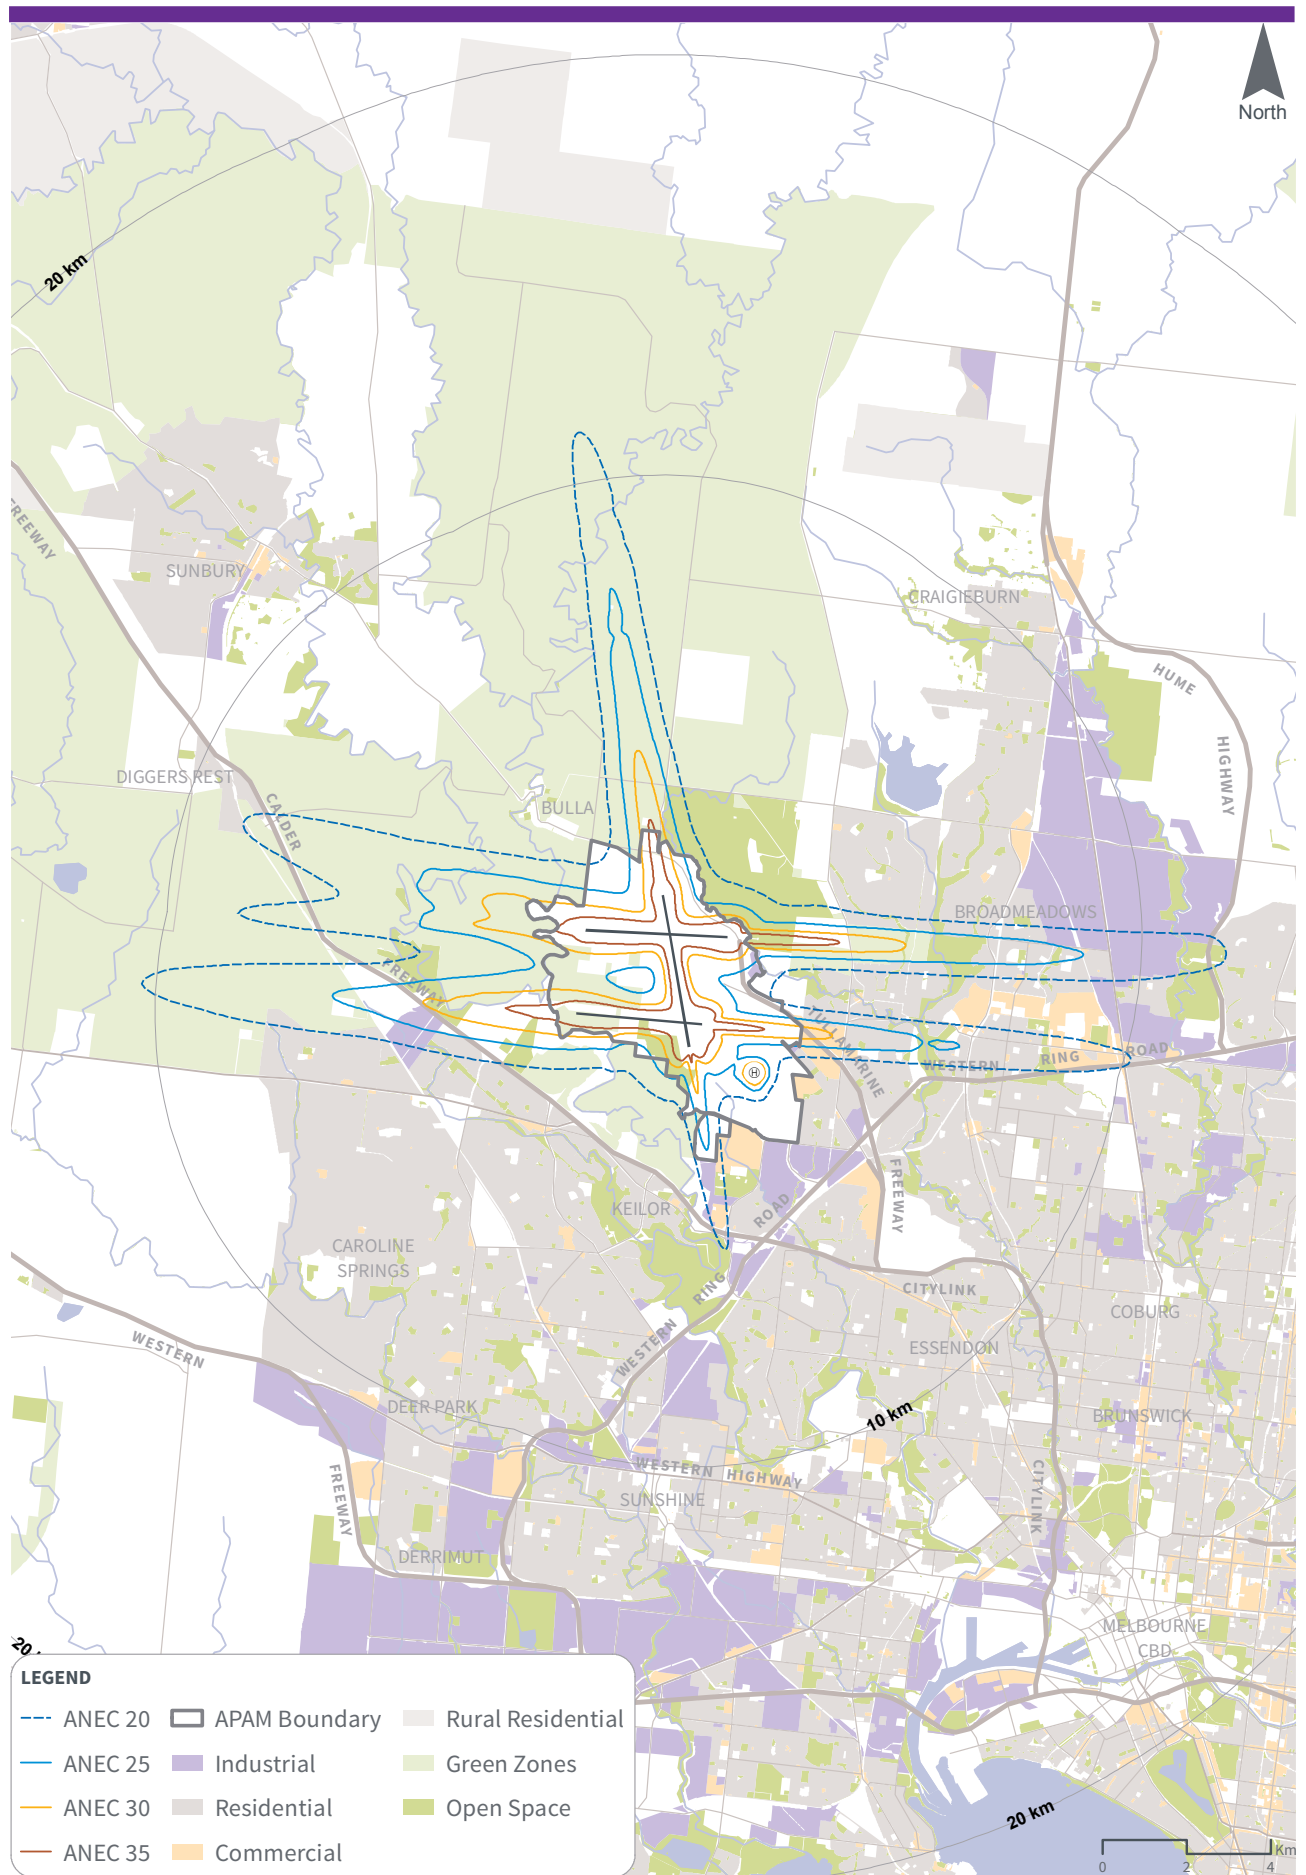 North
20 km
FREEWAY
SUNBURY
CRAIGIEBURN
HUME
HIGHWAY
DIGGERS REST
CALDER
BULLA
BROADMEADOWS
FREEWAY
TULLAMARINE
WESTERN
RING
ROAD
H
FREEWAY
KEILOR
ROAD
CAROLINE
SPRINGS
RING
CITYLINK
WESTERN
COBURG
WESTERN
ESSENDON
DEER PARK
10 km
BRUNSWICK
WESTERN HIGHWAY
FREEWAY
SUNSHINE
CITYLINK
DERRIMUT
MELBOURNE
CBD
20
LEGEND
ANEC 20
APAM Boundary
Rural Residential
ANEC 25
Industrial
Green Zones
ANEC 30
Residential
Open Space
ANEC 35
Commercial
20 km
Km
0 2 4